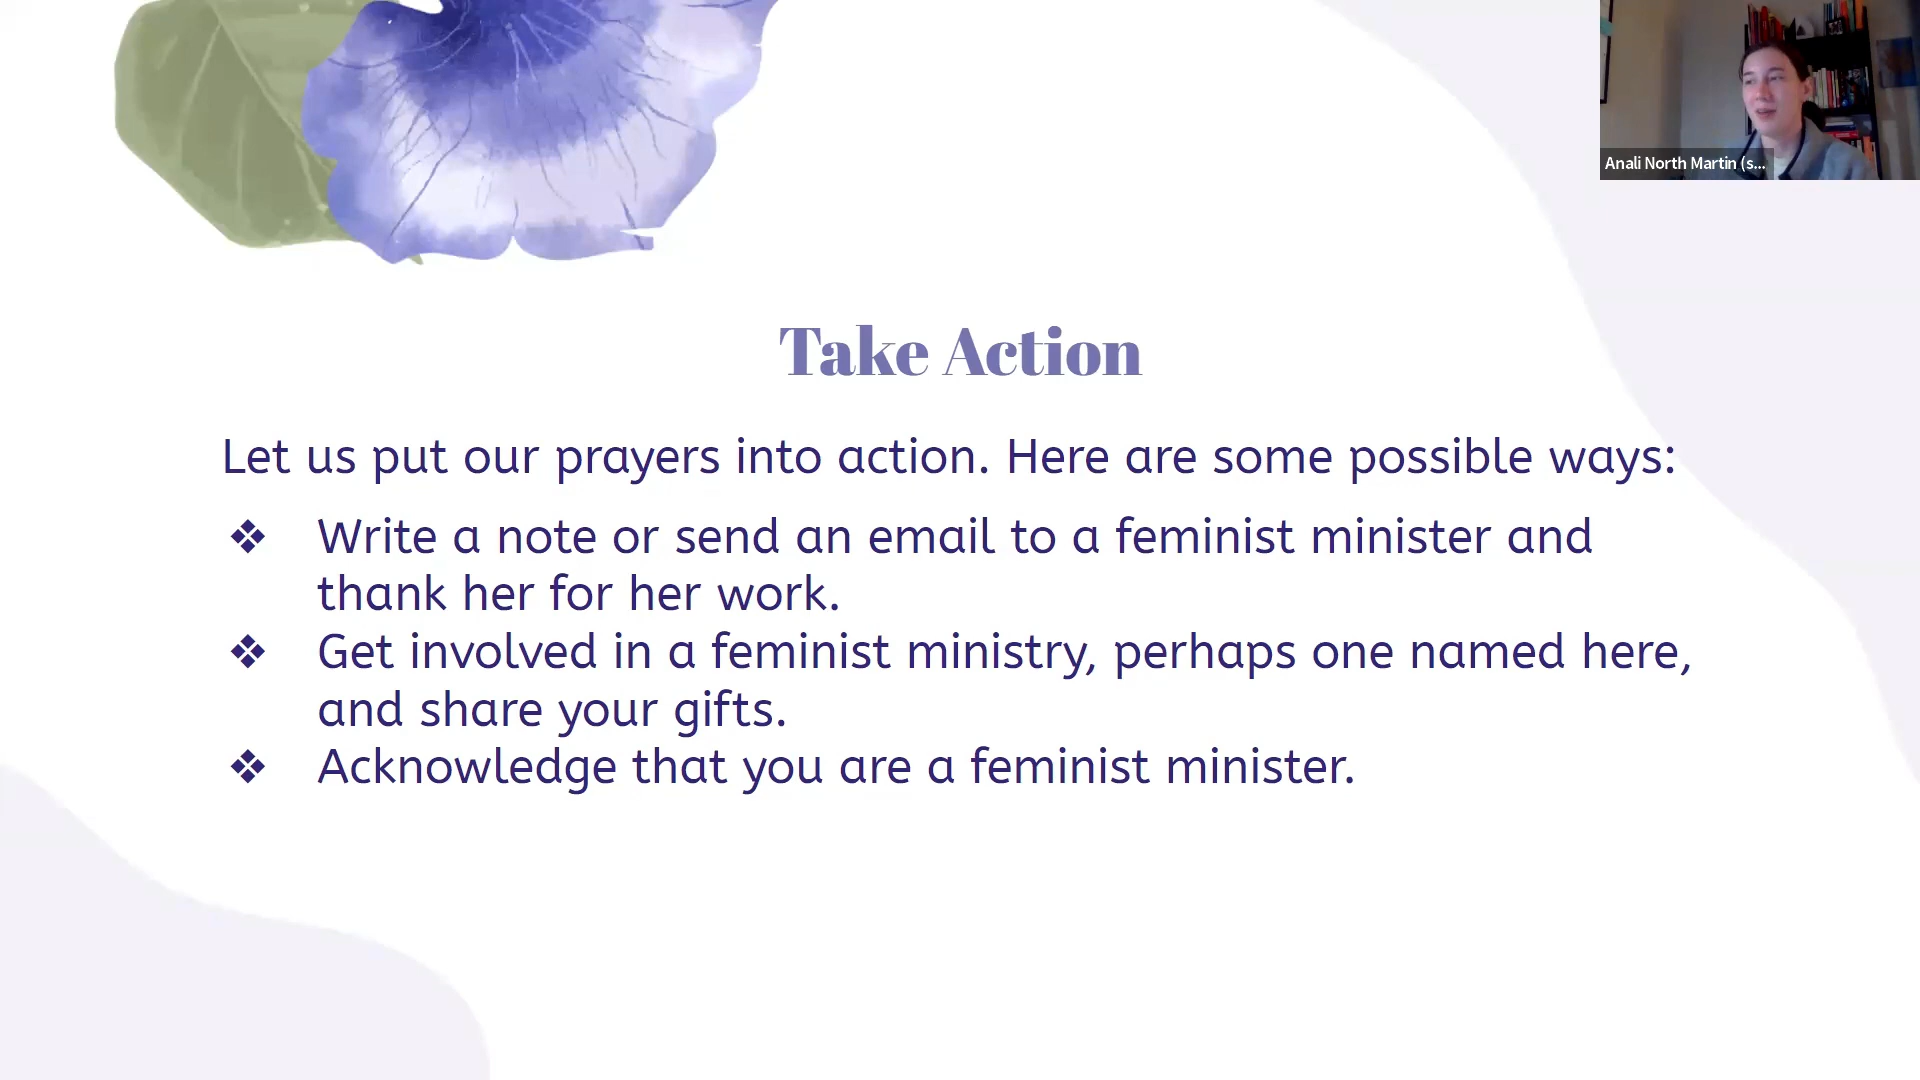 Anali North Martin (s...
Take Action
Let us put our prayers into action. Here are some possible ways:
❖ Write a note or send an email to a feminist minister and
thank her for her work.
❖ Get involved in a feminist ministry, perhaps one named here,
and share your gifts.
❖ Acknowledge that you are a feminist minister.